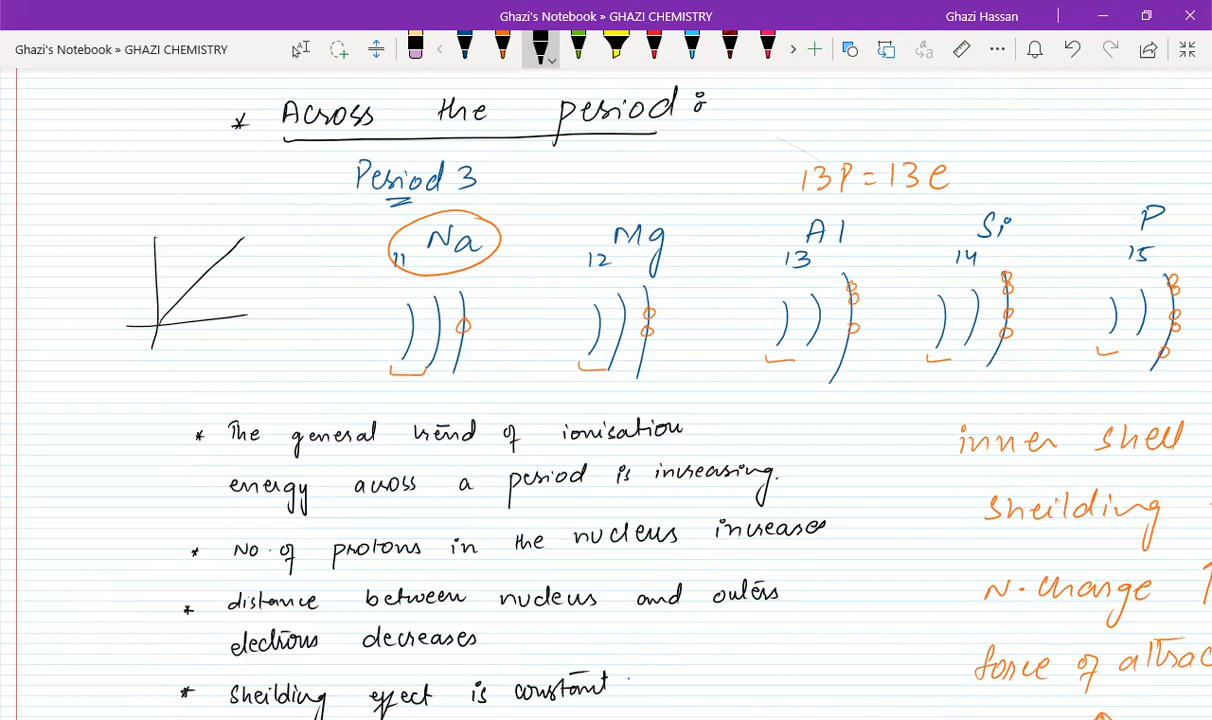 Ghazi's Notebook » GHAZI CHEMISTRY
Ghazi Hassan
Ghazi's Notebook » GHAZI CHEMISTRY
* Across the period :
Period 3
13P = 13e
11 Na
12 Mg
13 Al
14 Si
15 P
* The general trend of ionisation
energy across a period is increasing.
* No. of protons in the nucleus increases
* distance between nucleus and outers
electrons decreases
* Sheilding effect is constant
inner shell
sheilding
N. change ↑
force of attrac